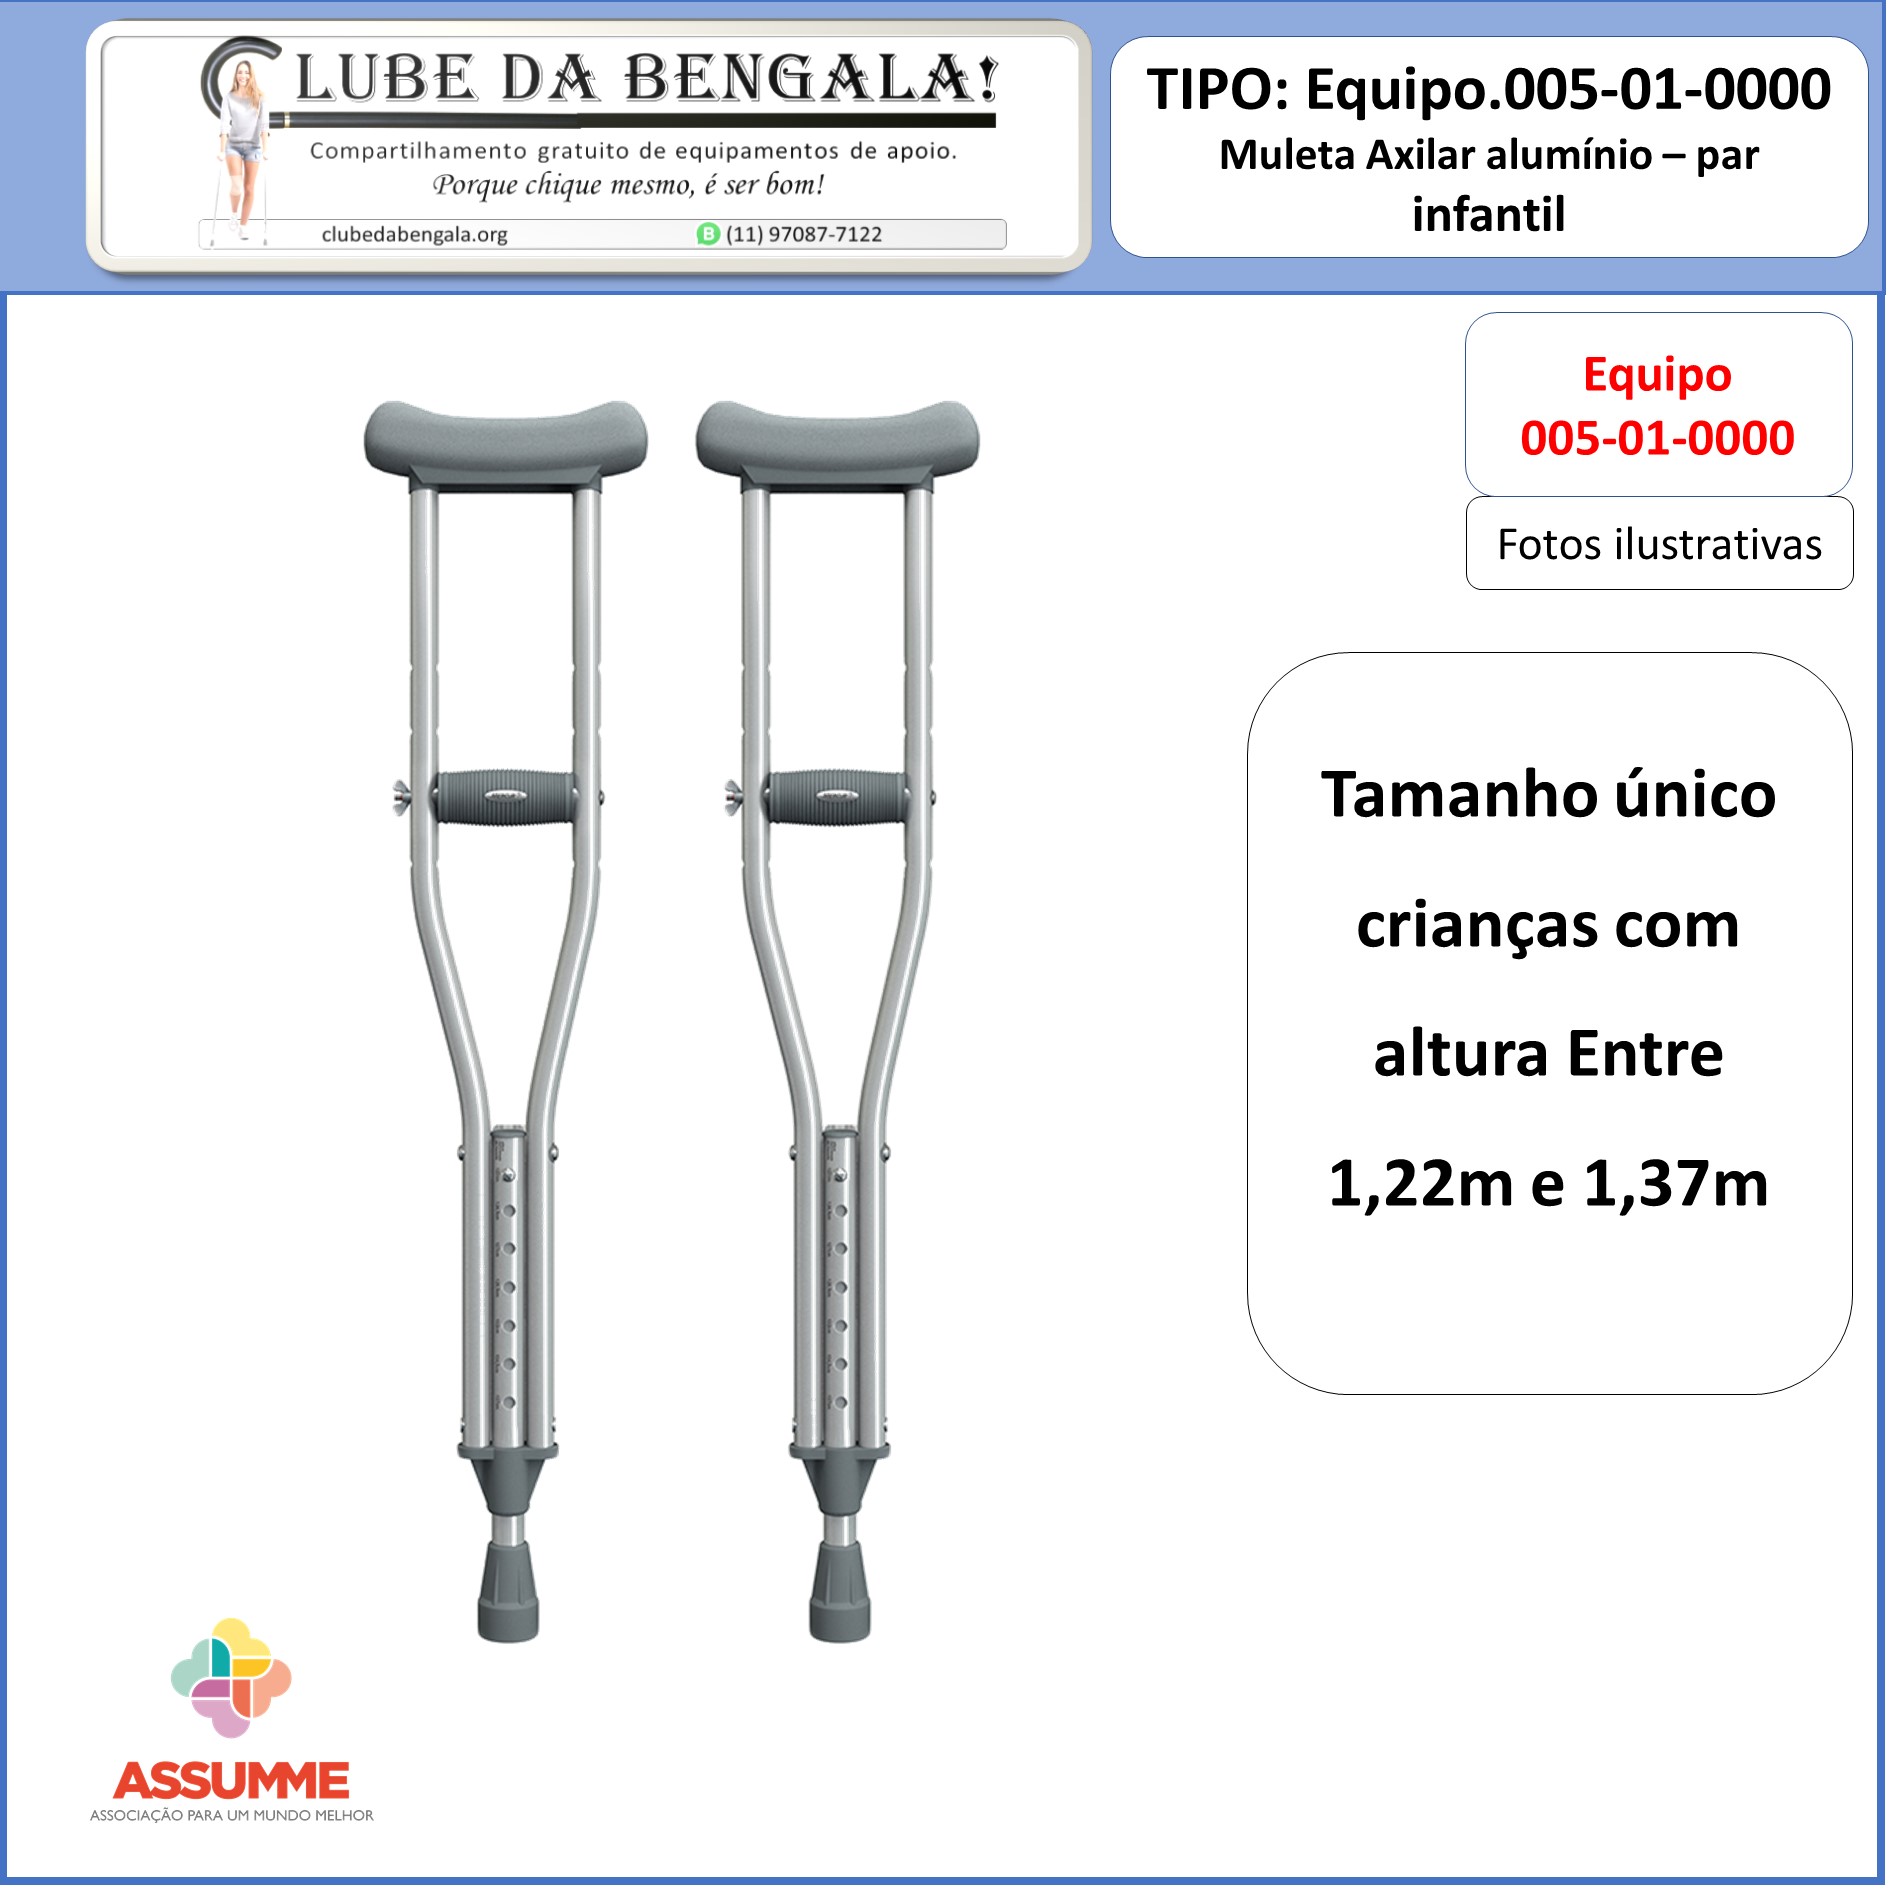 CLUBE DA BENGALA!
Compartilhamento gratuito de equipamentos de apoio.
Porque chique mesmo, é ser bom!
clubedabengala.org
(11) 97087-7122
TIPO: Equipo.005-01-0000
Muleta Axilar alumínio – par
infantil
Equipo
005-01-0000
Fotos ilustrativas
Tamanho único
crianças com
altura Entre
1,22m e 1,37m
ASSUMME
ASSOCIAÇÃO PARA UM MUNDO MELHOR